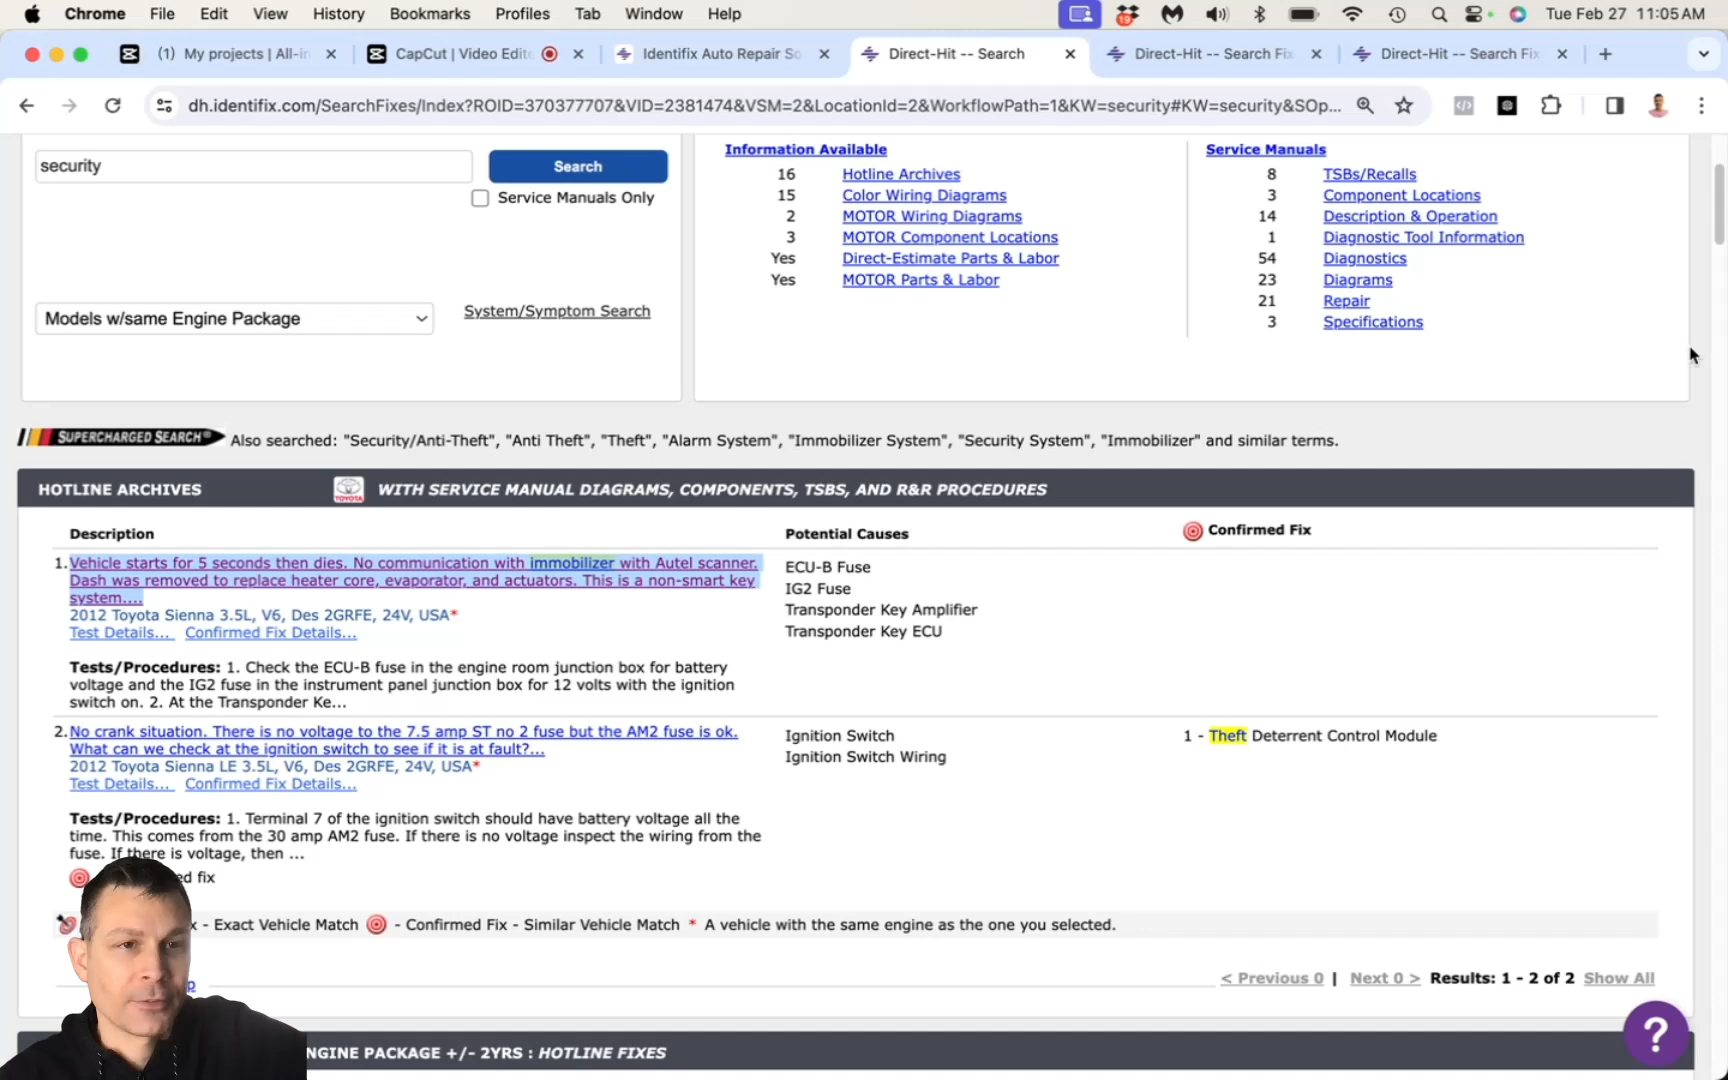 Chrome File Edit View History Bookmarks Profiles Tab Window Help 19 Tue Feb 27 11:05 AM
(1) My projects | All-in CapCut | Video Edito Identifix Auto Repair So Direct-Hit -- Search Direct-Hit -- Search Fix Direct-Hit -- Search Fix
dh.identifix.com/SearchFixes/Index?ROID=370377707&VID=2381474&VSM=2&LocationId=2&WorkflowPath=1&KW=security#KW=security&SOp...
security
Search
Service Manuals Only
Models w/same Engine Package
System/Symptom Search
Information Available
16 Hotline Archives
15 Color Wiring Diagrams
2 MOTOR Wiring Diagrams
3 MOTOR Component Locations
Yes Direct-Estimate Parts & Labor
Yes MOTOR Parts & Labor
Service Manuals
8 TSBs/Recalls
3 Component Locations
14 Description & Operation
1 Diagnostic Tool Information
54 Diagnostics
23 Diagrams
21 Repair
3 Specifications
SUPERCHARGED SEARCH® Also searched: "Security/Anti-Theft", "Anti Theft", "Theft", "Alarm System", "Immobilizer System", "Security System", "Immobilizer" and similar terms.
HOTLINE ARCHIVES TOYOTA WITH SERVICE MANUAL DIAGRAMS, COMPONENTS, TSBS, AND R&R PROCEDURES
Description Potential Causes Confirmed Fix
1. Vehicle starts for 5 seconds then dies. No communication with immobilizer with Autel scanner.
Dash was removed to replace heater core, evaporator, and actuators. This is a non-smart key
system....
2012 Toyota Sienna 3.5L, V6, Des 2GRFE, 24V, USA*
Test Details... Confirmed Fix Details...
Tests/Procedures: 1. Check the ECU-B fuse in the engine room junction box for battery
voltage and the IG2 fuse in the instrument panel junction box for 12 volts with the ignition
switch on. 2. At the Transponder Ke...
ECU-B Fuse
IG2 Fuse
Transponder Key Amplifier
Transponder Key ECU
2. No crank situation. There is no voltage to the 7.5 amp ST no 2 fuse but the AM2 fuse is ok.
What can we check at the ignition switch to see if it is at fault?...
2012 Toyota Sienna LE 3.5L, V6, Des 2GRFE, 24V, USA*
Test Details... Confirmed Fix Details...
Tests/Procedures: 1. Terminal 7 of the ignition switch should have battery voltage all the
time. This comes from the 30 amp AM2 fuse. If there is no voltage inspect the wiring from the
fuse. If there is voltage, then ...
Ignition Switch
Ignition Switch Wiring
1 - Theft Deterrent Control Module
ed fix
x - Exact Vehicle Match - Confirmed Fix - Similar Vehicle Match * A vehicle with the same engine as the one you selected.
p
< Previous 0 | Next 0 > Results: 1 - 2 of 2 Show All
?
NGINE PACKAGE +/- 2YRS : HOTLINE FIXES